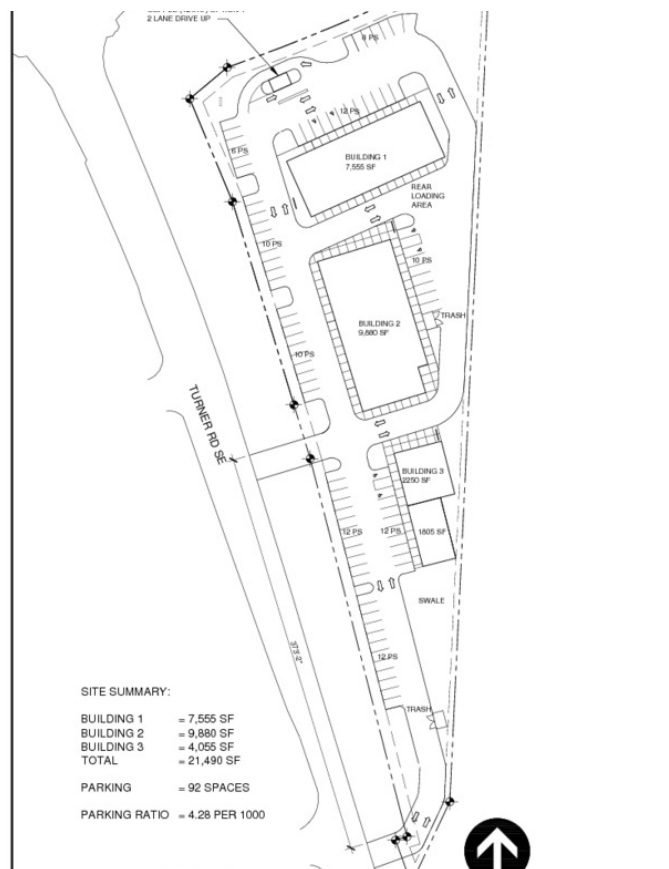 2 LANE DRIVE UP
9 PS
12 PS
6 PS
BUILDING 1
7,555 SF
REAR
LOADING
AREA
10 PS
10 PS
BUILDING 2
9,880 SF
TRASH
10 PS
TURNER RD SE
BUILDING 3
2250 SF
12 PS
12 PS
1805 SF
SWALE
373'-2"
12 PS
TRASH
SITE SUMMARY:
BUILDING 1 = 7,555 SF
BUILDING 2 = 9,880 SF
BUILDING 3 = 4,055 SF
TOTAL = 21,490 SF
PARKING = 92 SPACES
PARKING RATIO = 4.28 PER 1000